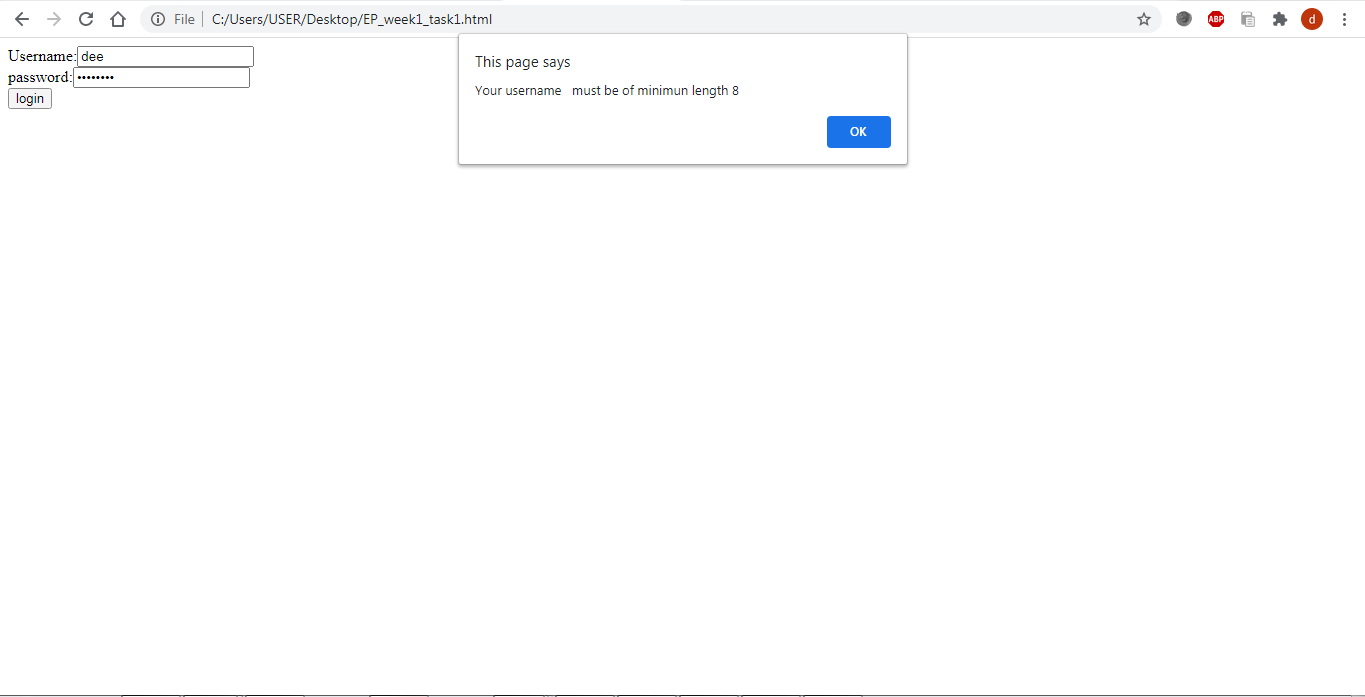 File C:/Users/USER/Desktop/EP_week1_task1.html
ABP
d
Username: dee
password: ••••••••
login
This page says
Your username   must be of minimun length 8
OK